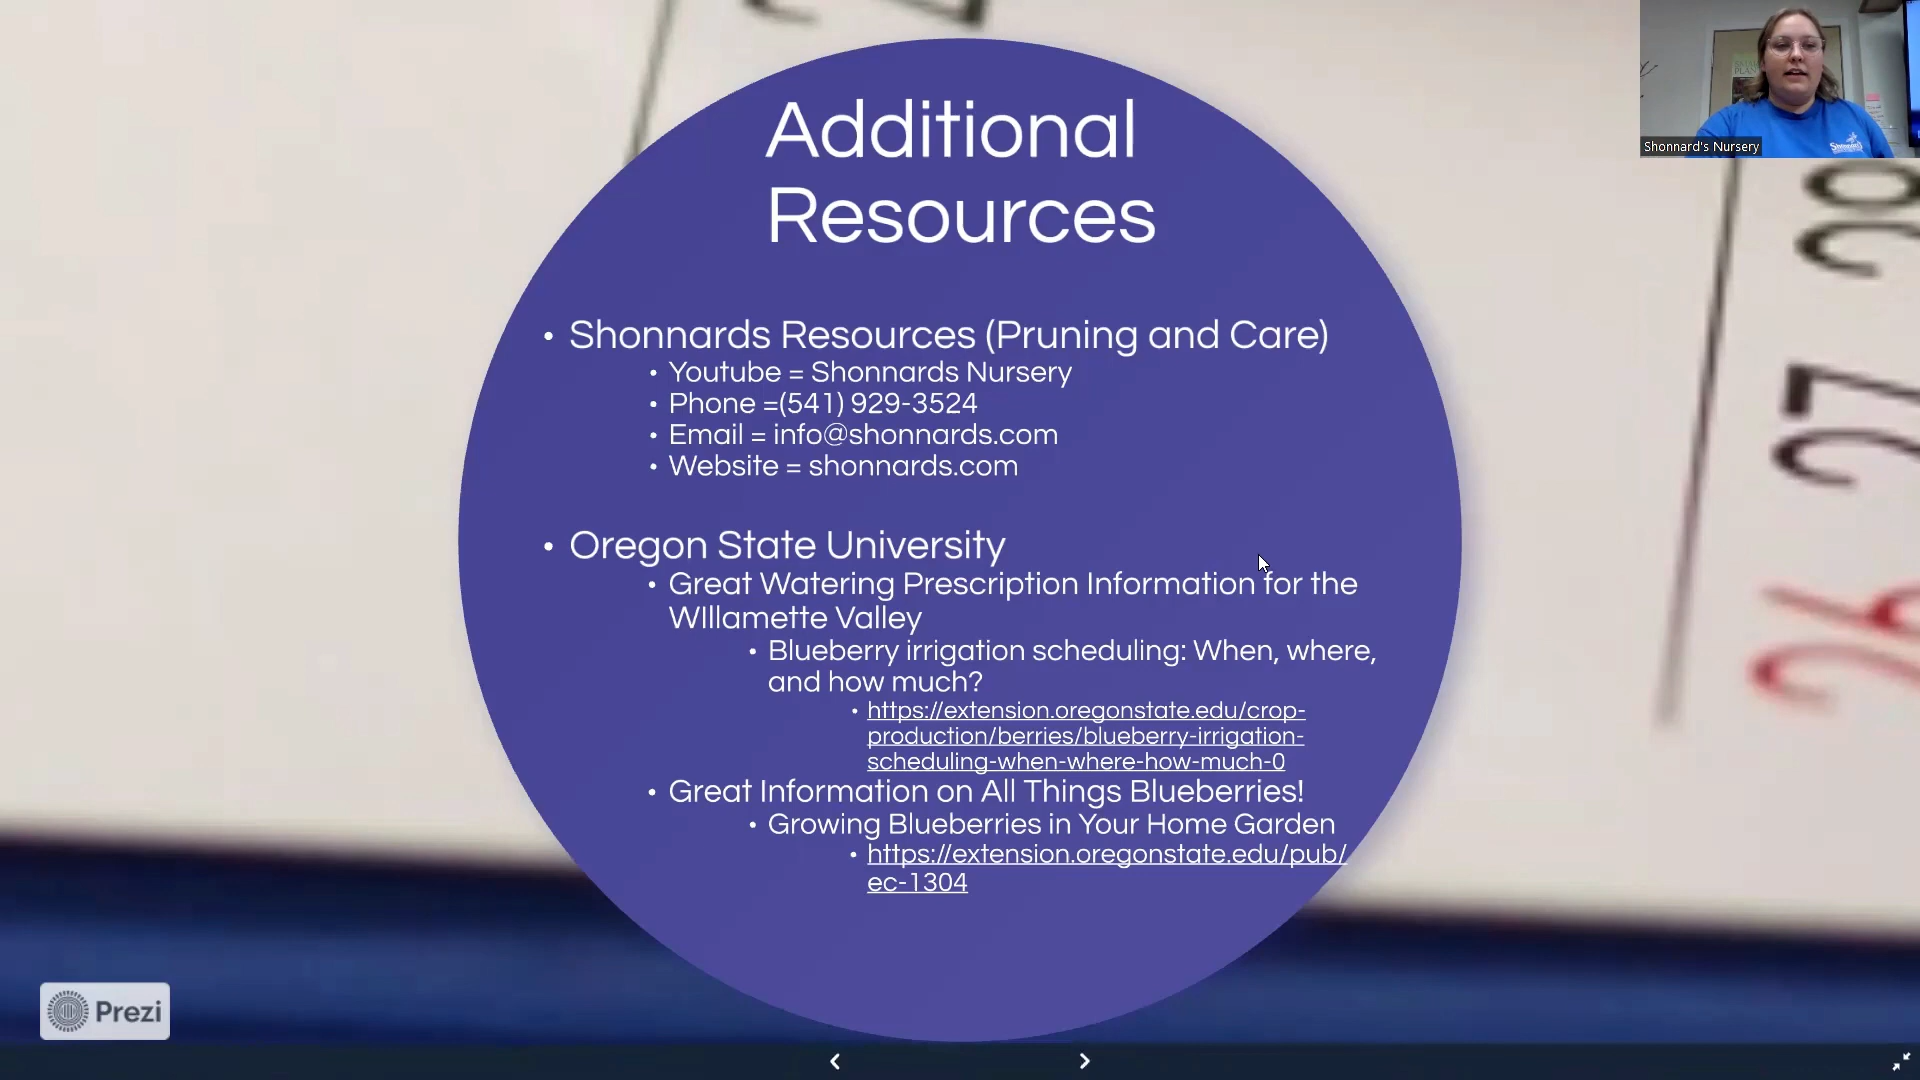 Additional
Resources
• Shonnards Resources (Pruning and Care)
• Youtube = Shonnards Nursery
• Phone =(541) 929-3524
• Email = info@shonnards.com
• Website = shonnards.com
• Oregon State University
• Great Watering Prescription Information for the
WIllamette Valley
• Blueberry irrigation scheduling: When, where,
and how much?
• https://extension.oregonstate.edu/crop-
production/berries/blueberry-irrigation-
scheduling-when-where-how-much-0
• Great Information on All Things Blueberries!
• Growing Blueberries in Your Home Garden
• https://extension.oregonstate.edu/pub/
ec-1304
Shonnard's Nursery
28
27
26
Prezi